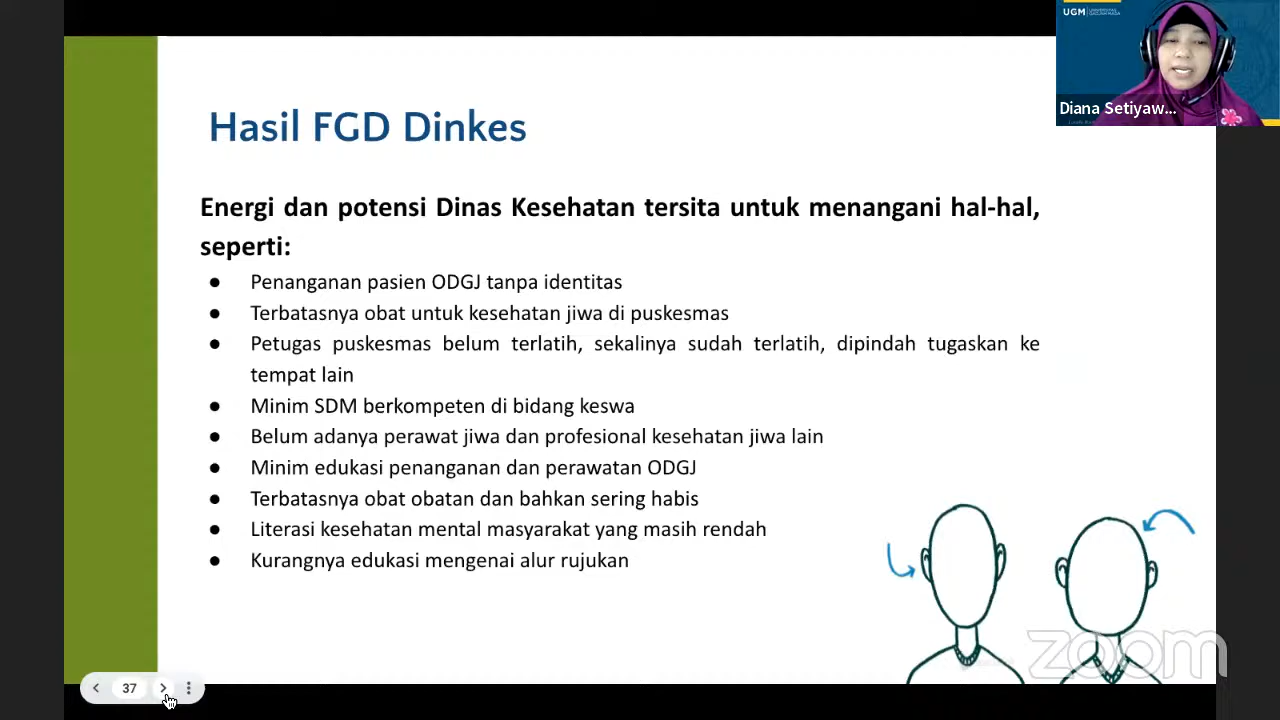 UGM UNIVERSITAS GADJAH MADA
Diana Setiyaw...
Hasil FGD Dinkes
Energi dan potensi Dinas Kesehatan tersita untuk menangani hal-hal,
seperti:
● Penanganan pasien ODGJ tanpa identitas
● Terbatasnya obat untuk kesehatan jiwa di puskesmas
● Petugas puskesmas belum terlatih, sekalinya sudah terlatih, dipindah tugaskan ke
tempat lain
● Minim SDM berkompeten di bidang keswa
● Belum adanya perawat jiwa dan profesional kesehatan jiwa lain
● Minim edukasi penanganan dan perawatan ODGJ
● Terbatasnya obat obatan dan bahkan sering habis
● Literasi kesehatan mental masyarakat yang masih rendah
● Kurangnya edukasi mengenai alur rujukan
zoom
37